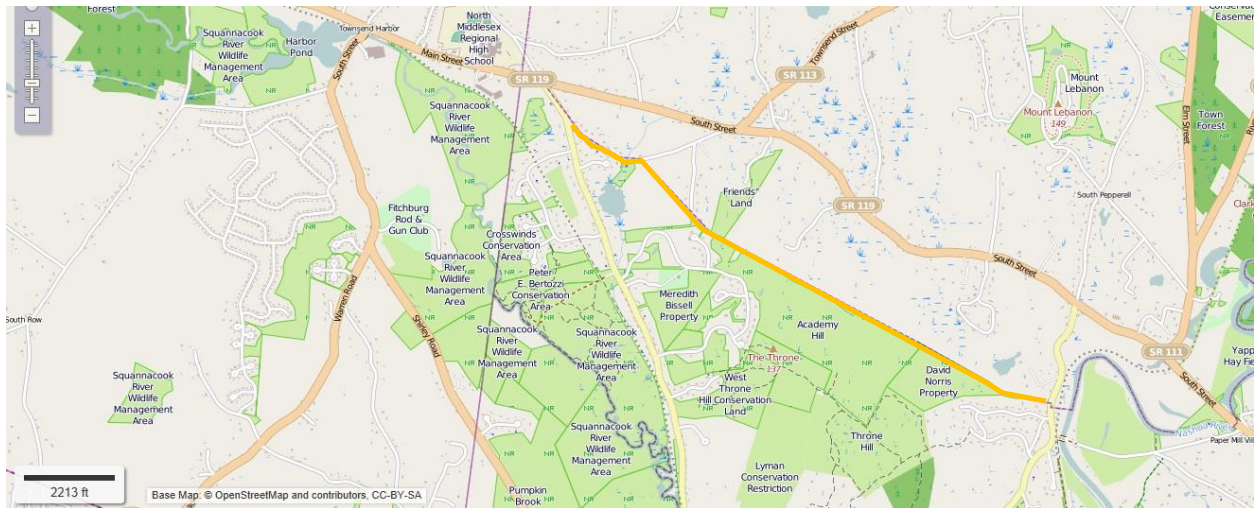 Forest
Squannacook
River
Wildlife
Management
Area
Harbor
Pond
Townsend Harbor
South Street
Main Street
North
Middlesex
Regional
High
School
SR 119
SR 113
Townsend Street
South Street
Conservation
Easement
NR
Mount
Lebanon
Mount Lebanon
149
Elm Street
Town
Forest
Squannacook
River
Wildlife
Management
Area
Friends'
Land
South Pepperell
SR 119
South Street
Fitchburg
Rod &
Gun Club
Crosswinds
Conservation
Area
Squannacook
River
Wildlife
Management
Area
Peter
E. Bertozzi
Conservation
Area
Meredith
Bissell
Property
Academy
Hill
Warren Road
Shirley Road
South Row
Squannacook
River
Wildlife
Management
Area
Squannacook
River
Wildlife
Management
Area
The Throne
137
West
Throne
Hill Conservation
Land
David
Norris
Property
SR 111
South Street
Squannacook
River
Wildlife
Management
Area
Squannacook
River
Wildlife
Management
Area
Throne
Hill
Nashua River
Paper Mill Vil
Lyman
Conservation
Restriction
Pumpkin
Brook
2213 ft
Base Map: © OpenStreetMap and contributors, CC-BY-SA